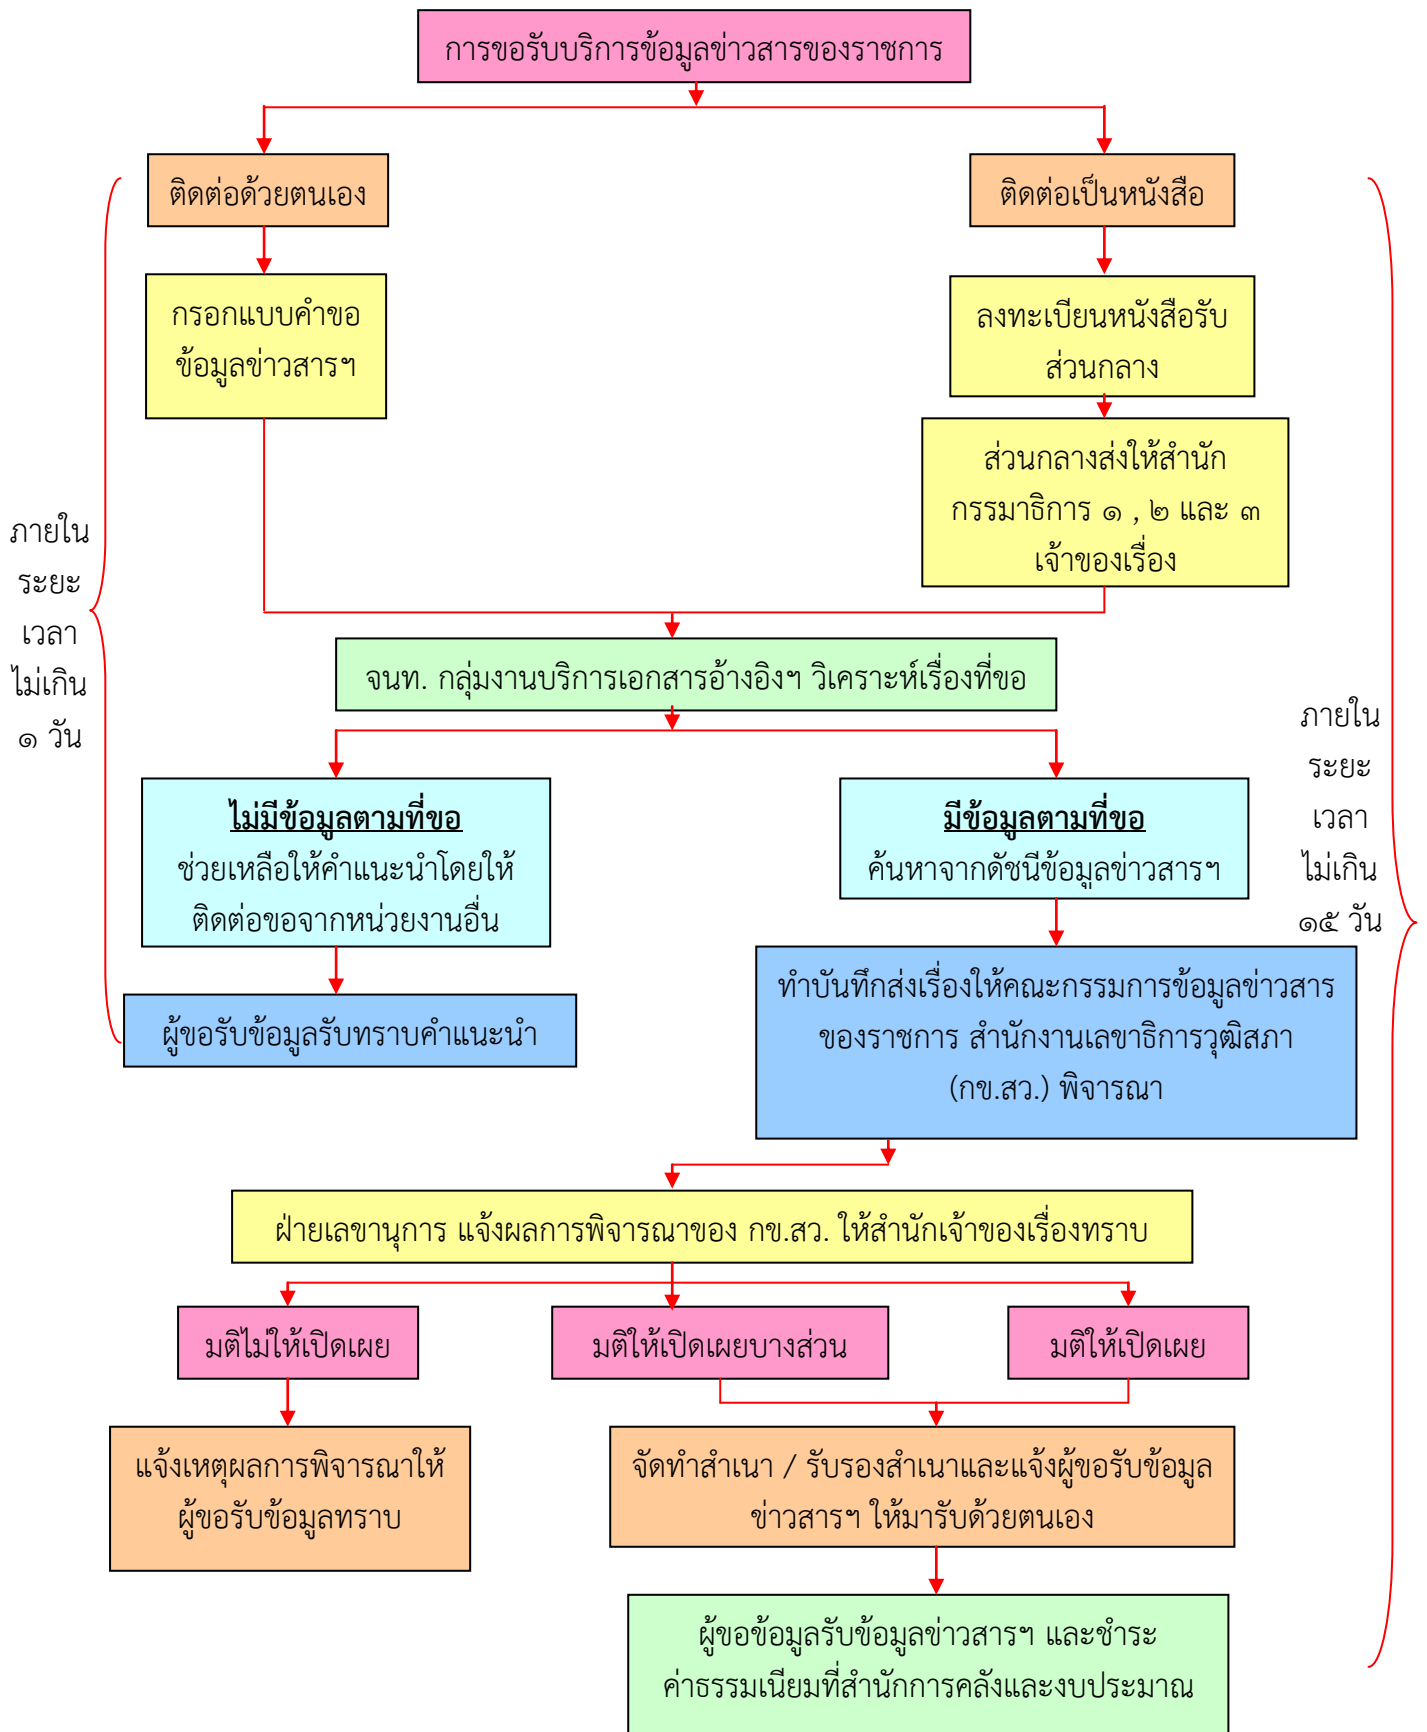 การขอรับบริการข้อมูลข่าวสารของราชการ
ติดต่อด้วยตนเอง
ติดต่อเป็นหนังสือ
กรอกแบบคำขอ
ข้อมูลข่าวสารฯ
ลงทะเบียนหนังสือรับ
ส่วนกลาง
ส่วนกลางส่งให้สำนัก
กรรมาธิการ ๑ , ๒ และ ๓
เจ้าของเรื่อง
ภายใน
ระยะ
เวลา
ไม่เกิน
๑ วัน
จนท. กลุ่มงานบริการเอกสารอ้างอิงฯ วิเคราะห์เรื่องที่ขอ
ภายใน
ระยะ
เวลา
ไม่เกิน
๑๕ วัน
ไม่มีข้อมูลตามที่ขอ
ช่วยเหลือให้คำแนะนำโดยให้
ติดต่อขอจากหน่วยงานอื่น
มีข้อมูลตามที่ขอ
ค้นหาจากดัชนีข้อมูลข่าวสารฯ
ผู้ขอรับข้อมูลรับทราบคำแนะนำ
ทำบันทึกส่งเรื่องให้คณะกรรมการข้อมูลข่าวสาร
ของราชการ สำนักงานเลขาธิการวุฒิสภา
(กข.สว.) พิจารณา
ฝ่ายเลขานุการ แจ้งผลการพิจารณาของ กข.สว. ให้สำนักเจ้าของเรื่องทราบ
มติไม่ให้เปิดเผย
มติให้เปิดเผยบางส่วน
มติให้เปิดเผย
แจ้งเหตุผลการพิจารณาให้
ผู้ขอรับข้อมูลทราบ
จัดทำสำเนา / รับรองสำเนาและแจ้งผู้ขอรับข้อมูล
ข่าวสารฯ ให้มารับด้วยตนเอง
ผู้ขอข้อมูลรับข้อมูลข่าวสารฯ และชำระ
ค่าธรรมเนียมที่สำนักการคลังและงบประมาณ